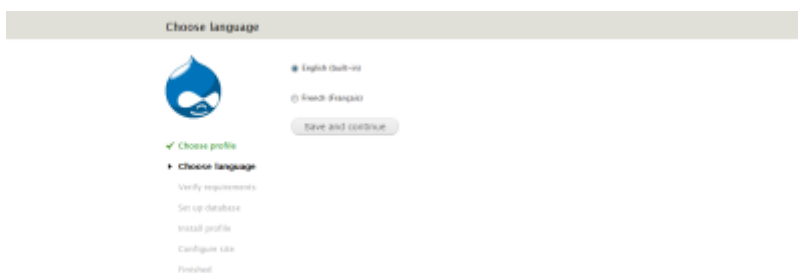 Choose language
English (built-in)
French (Français)
Save and continue
Choose profile
Choose language
Verify requirements
Set up database
Install profile
Configure site
Finished